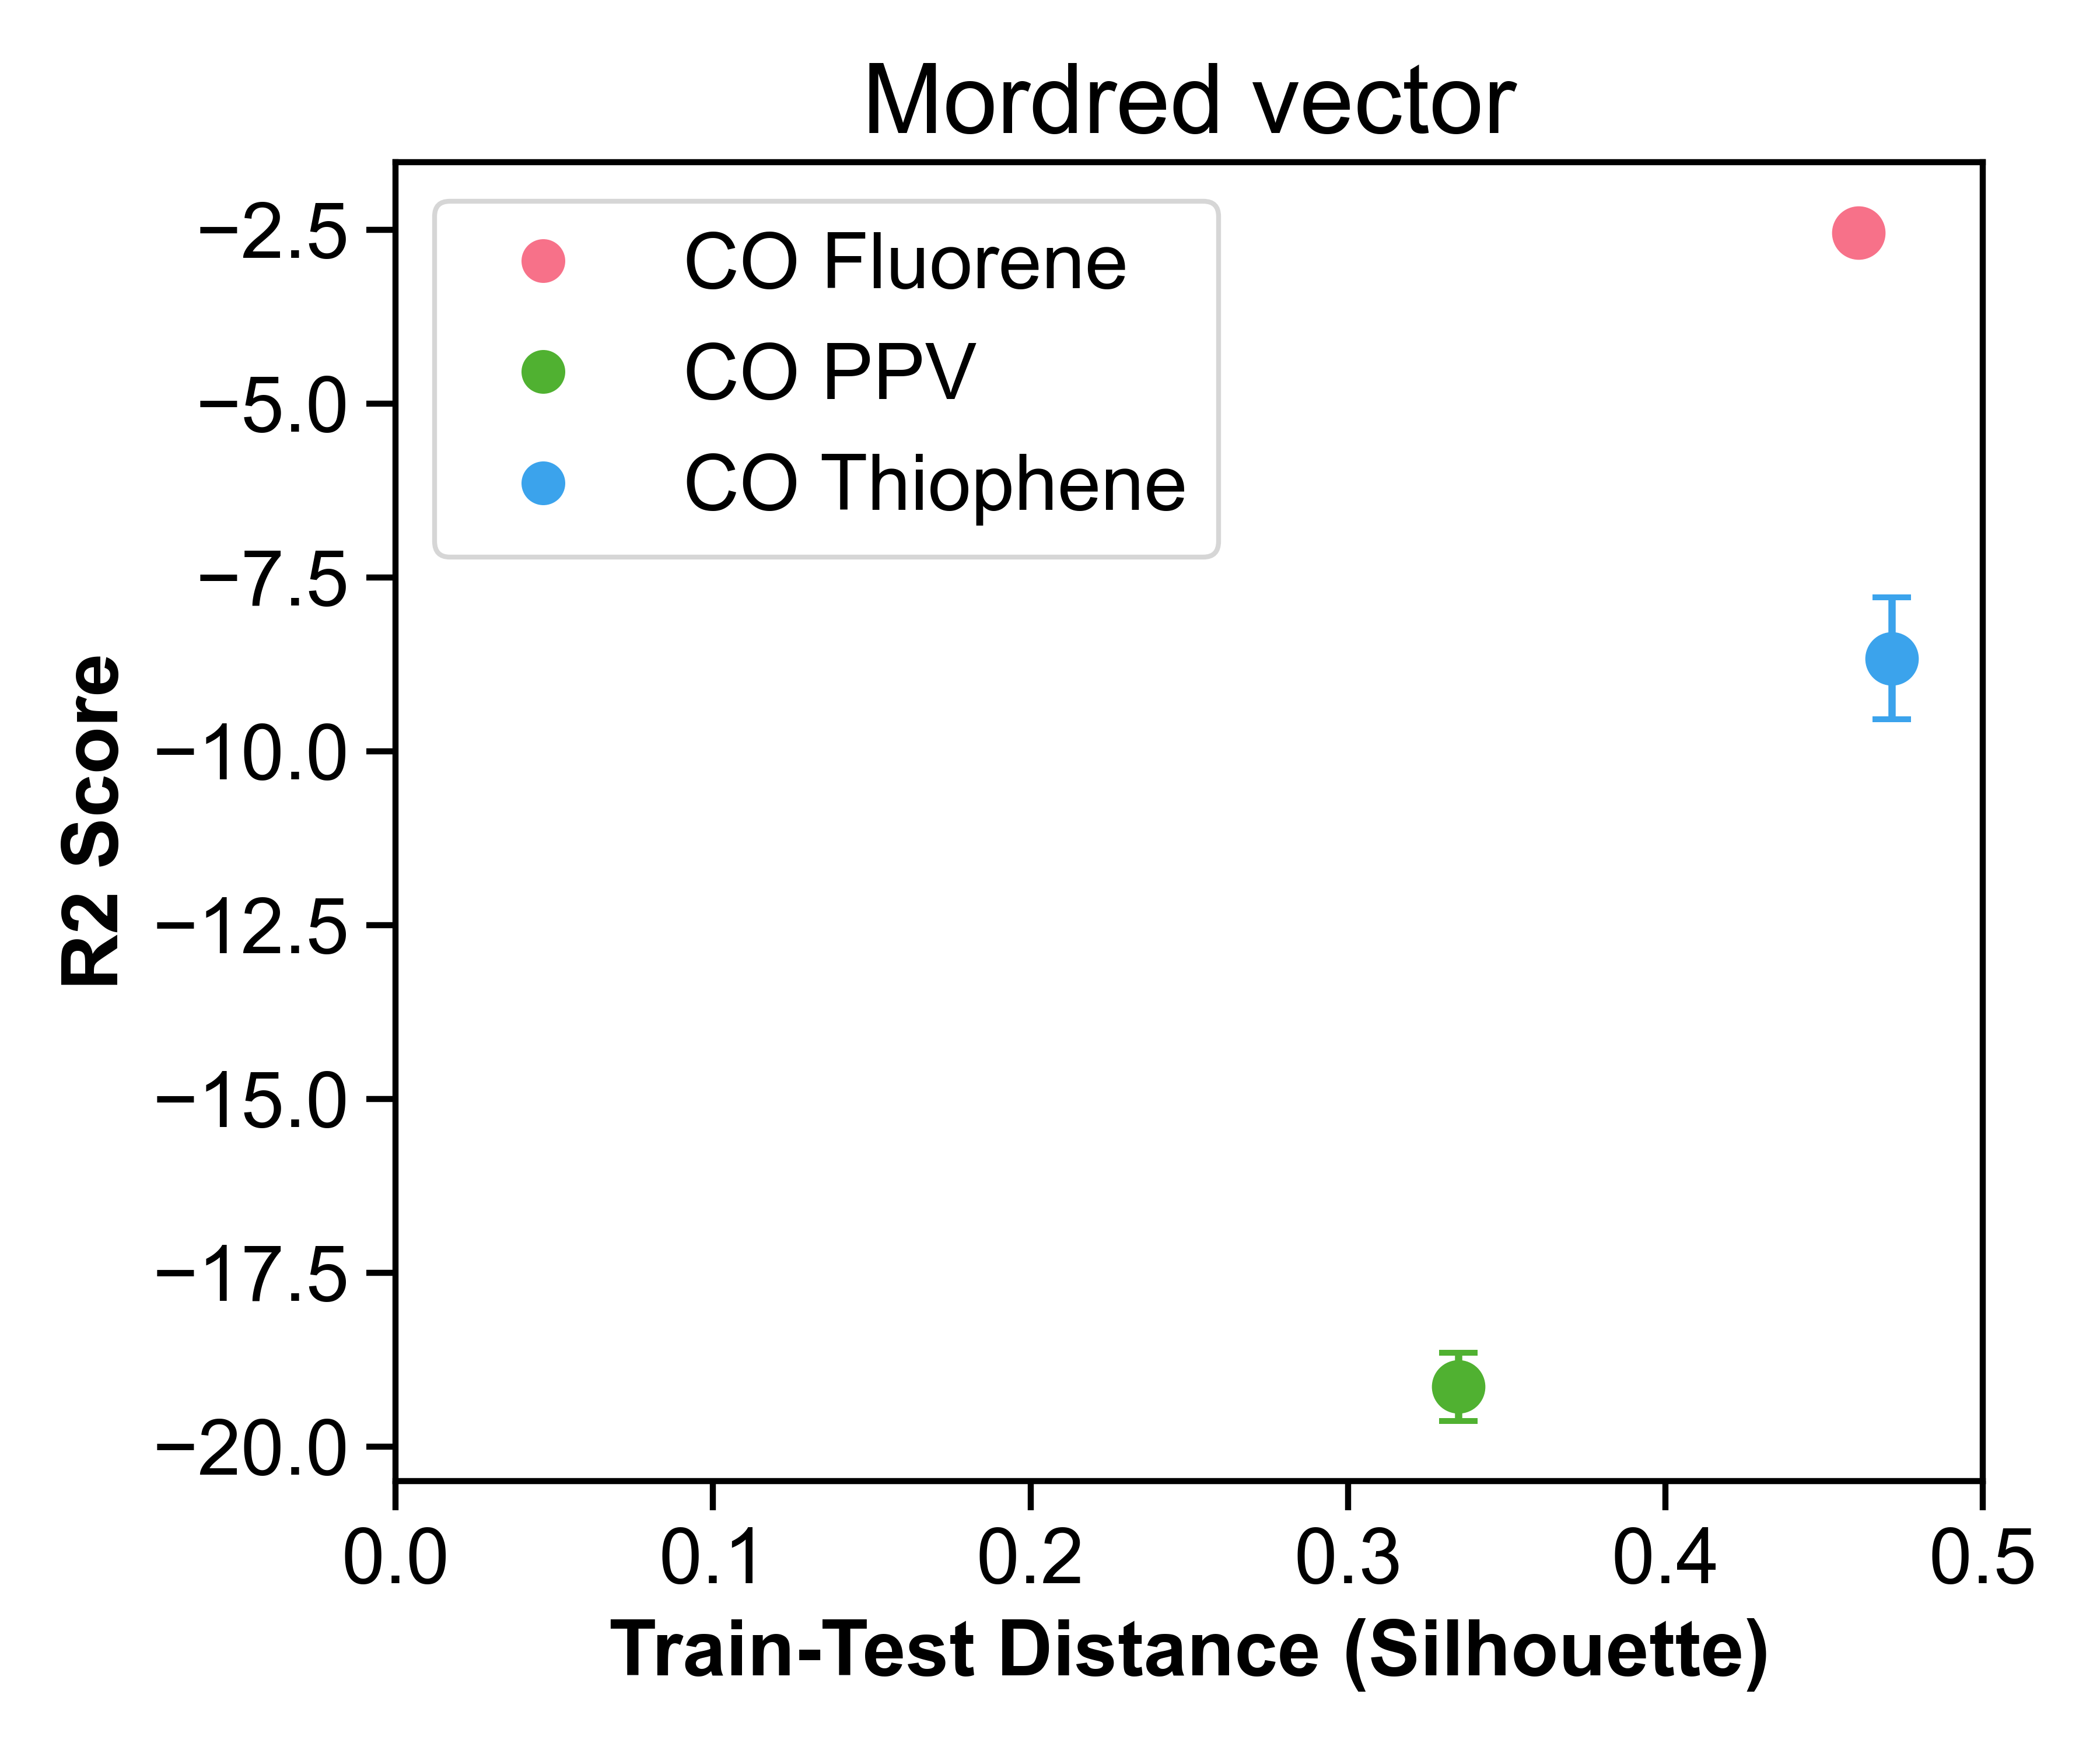 Mordred vector
CO Fluorene
CO PPV
CO Thiophene
R2 Score
−2.5
−5.0
−7.5
−10.0
−12.5
−15.0
−17.5
−20.0
0.0 0.1 0.2 0.3 0.4 0.5
Train-Test Distance (Silhouette)